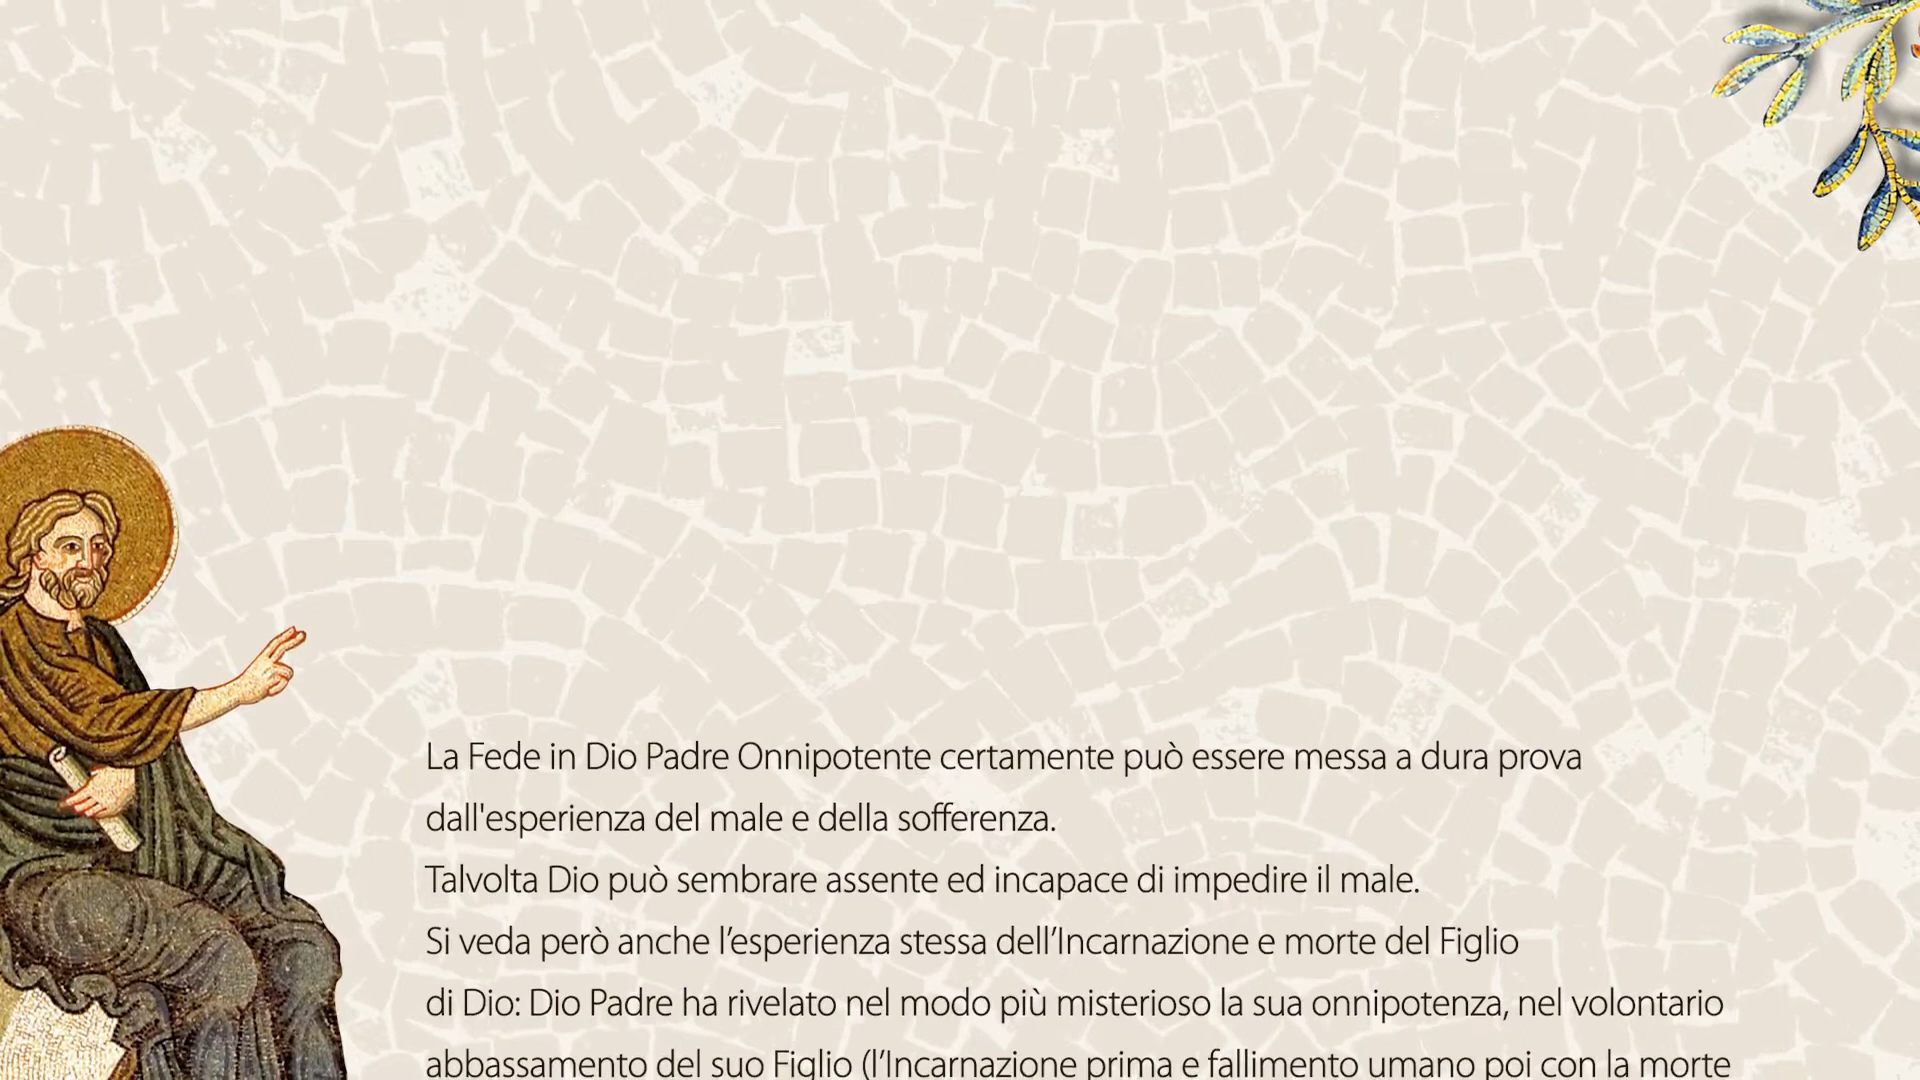 La Fede in Dio Padre Onnipotente certamente può essere messa a dura prova
dall'esperienza del male e della sofferenza.
Talvolta Dio può sembrare assente ed incapace di impedire il male.
Si veda però anche l’esperienza stessa dell’Incarnazione e morte del Figlio
di Dio: Dio Padre ha rivelato nel modo più misterioso la sua onnipotenza, nel volontario
abbassamento del suo Figlio (l’Incarnazione prima e fallimento umano poi con la morte